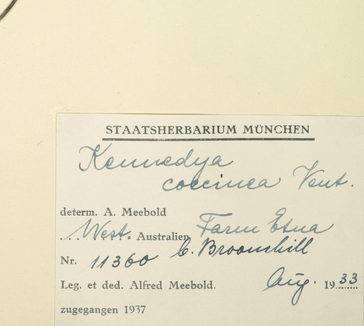 STAATSHERBARIUM MÜNCHEN
Kennedya
coccinea Vent.
determ. A. Meebold
West. Australien, Farm Etna
Nr. 11360 b. Broomhill
Leg. et ded. Alfred Meebold. Aug. 1933
zugegangen 1937